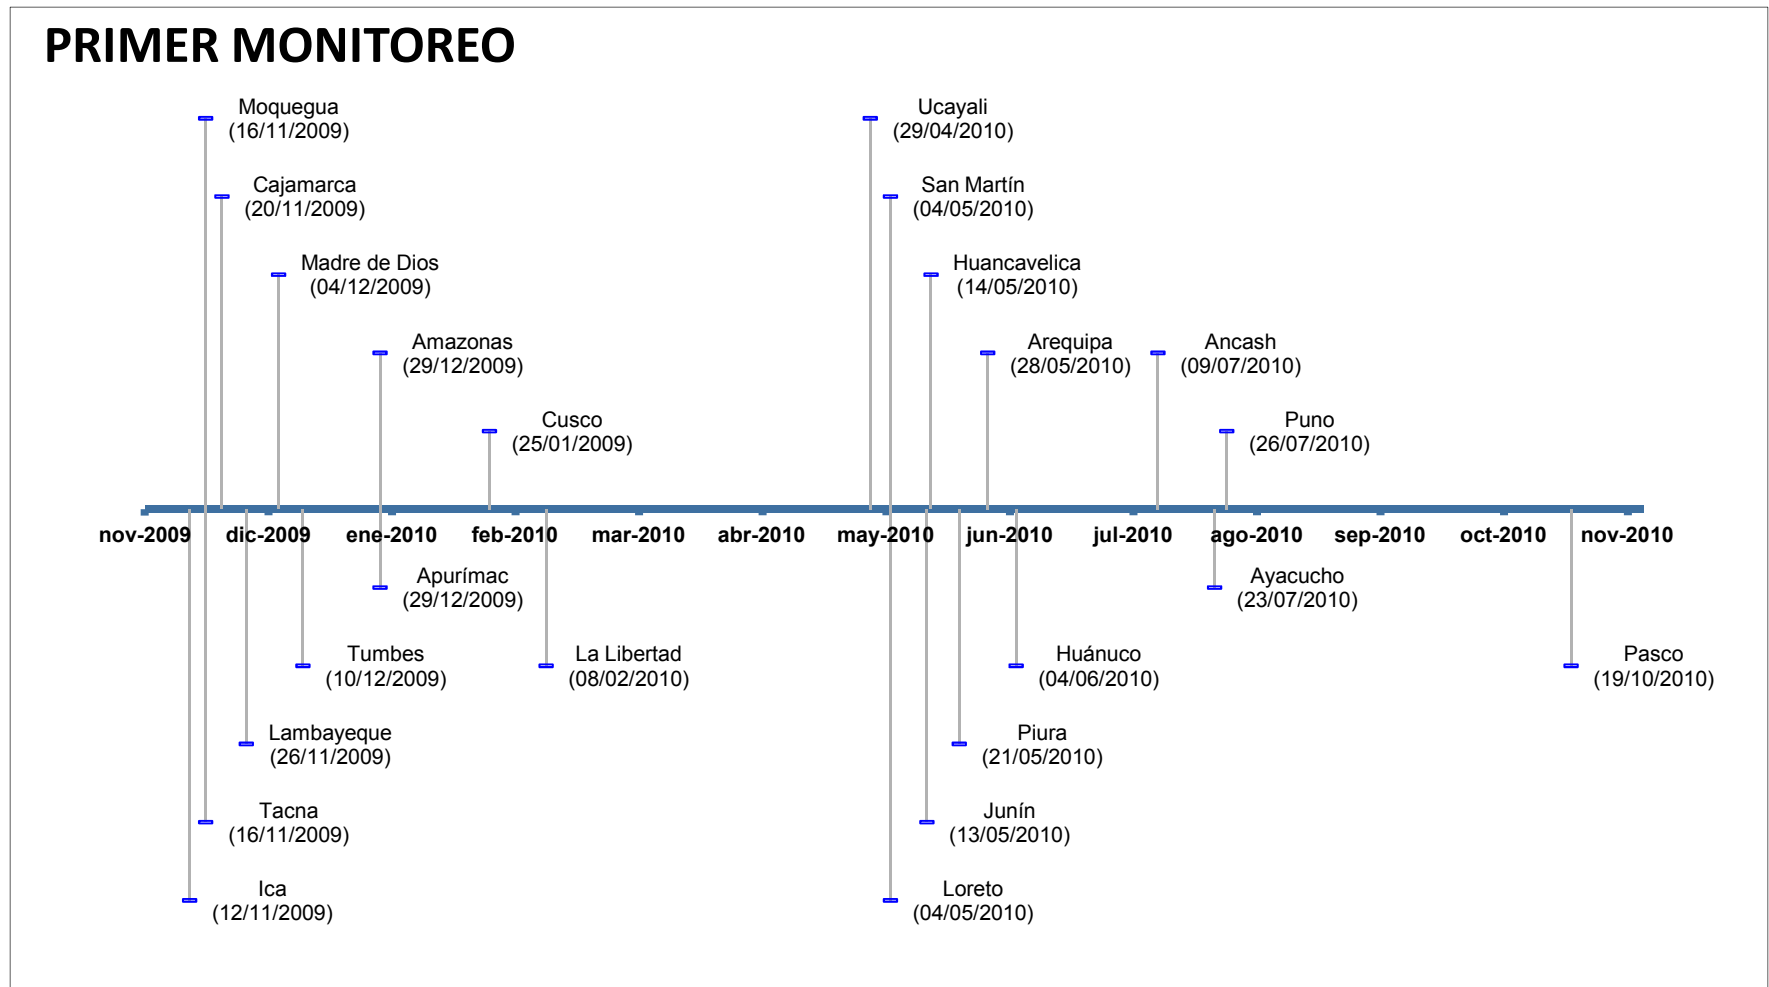 PRIMER MONITOREO
Moquegua
(16/11/2009)
Ucayali
(29/04/2010)
Cajamarca
(20/11/2009)
San Martín
(04/05/2010)
Madre de Dios
(04/12/2009)
Huancavelica
(14/05/2010)
Amazonas
(29/12/2009)
Arequipa
(28/05/2010)
Ancash
(09/07/2010)
Cusco
(25/01/2009)
Puno
(26/07/2010)
nov-2009 dic-2009 ene-2010 feb-2010 mar-2010 abr-2010 may-2010 jun-2010 jul-2010 ago-2010 sep-2010 oct-2010 nov-2010
Apurímac
(29/12/2009)
Ayacucho
(23/07/2010)
Tumbes
(10/12/2009)
La Libertad
(08/02/2010)
Huánuco
(04/06/2010)
Pasco
(19/10/2010)
Lambayeque
(26/11/2009)
Piura
(21/05/2010)
Tacna
(16/11/2009)
Junín
(13/05/2010)
Ica
(12/11/2009)
Loreto
(04/05/2010)